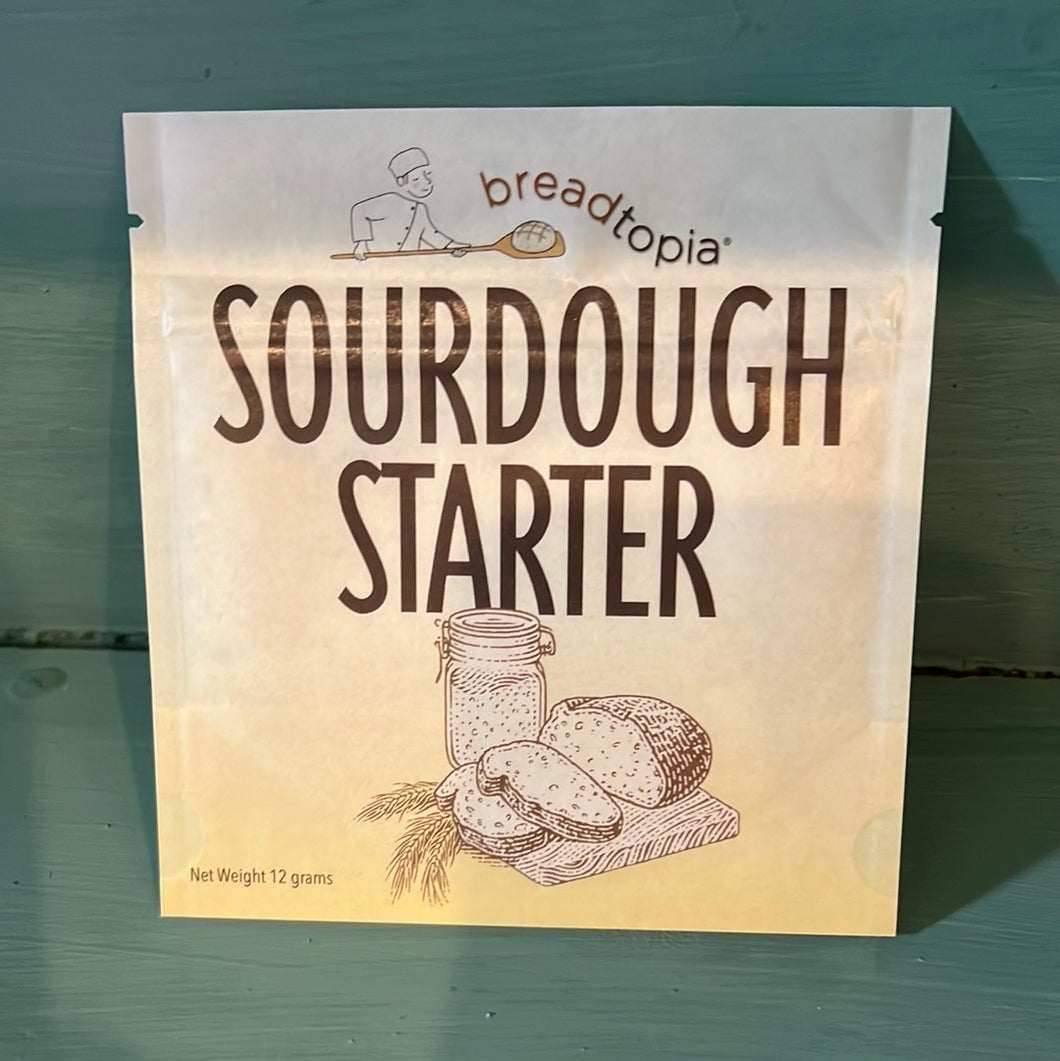 breadtopia®
SOURDOUGH
STARTER
Net Weight 12 grams